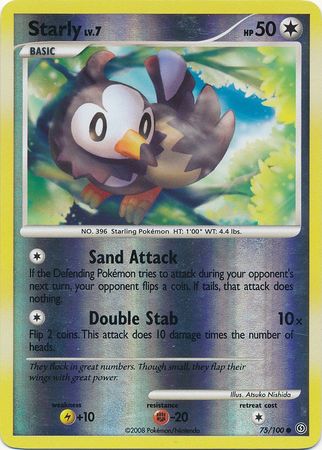 Starly LV.7 HP 50
BASIC
NO. 396 Starling Pokémon HT: 1'00" WT: 4.4 lbs.
Sand Attack
If the Defending Pokémon tries to attack during your opponent's
next turn, your opponent flips a coin. If tails, that attack does
nothing.
Double Stab 10x
Flip 2 coins. This attack does 10 damage times the number of
heads.
They flock in great numbers. Though small, they flap their
wings with great power.
Illus. Atsuko Nishida
weakness resistance retreat cost
+10 -20
©2008 Pokémon/Nintendo 75/100